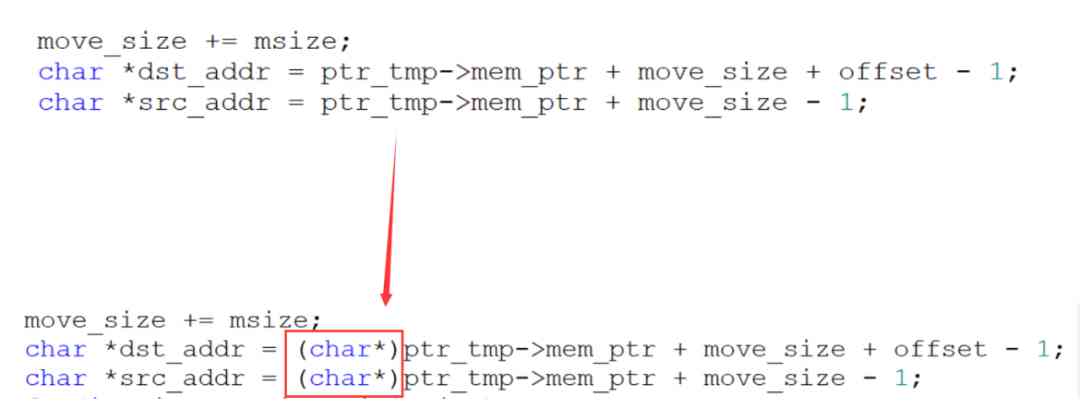 move_size += msize;
char *dst_addr = ptr_tmp->mem_ptr + move_size + offset - 1;
char *src_addr = ptr_tmp->mem_ptr + move_size - 1;
move_size += msize;
char *dst_addr = (char*)ptr_tmp->mem_ptr + move_size + offset - 1;
char *src_addr = (char*)ptr_tmp->mem_ptr + move_size - 1;